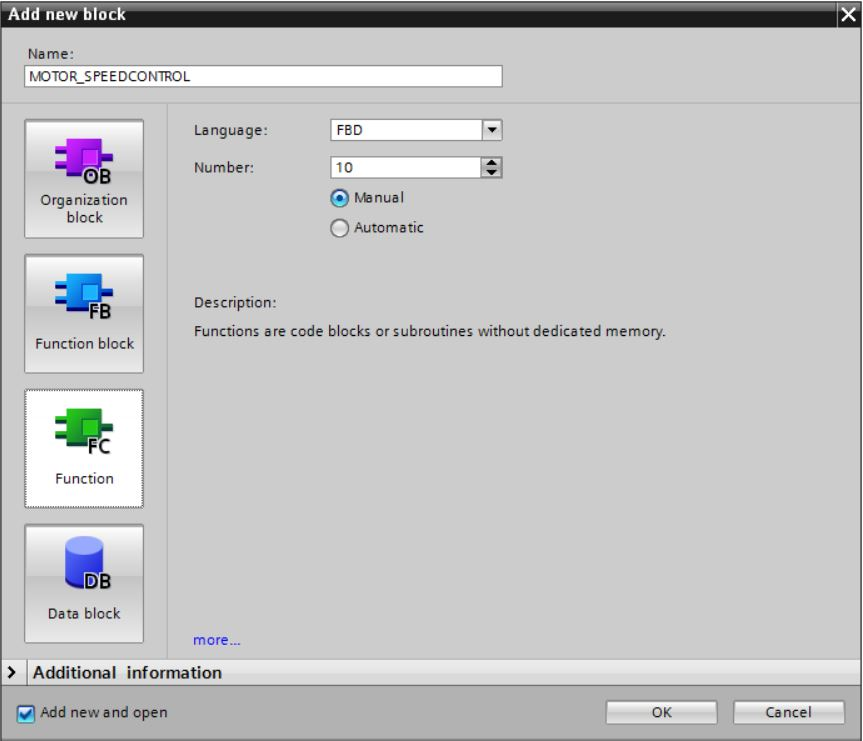 Add new block
Name:
MOTOR_SPEEDCONTROL
Language:
FBD
Number:
10
Manual
Automatic
OB
Organization
block
FB
Function block
FC
Function
DB
Data block
Description:
Functions are code blocks or subroutines without dedicated memory.
more...
Additional information
Add new and open
OK
Cancel